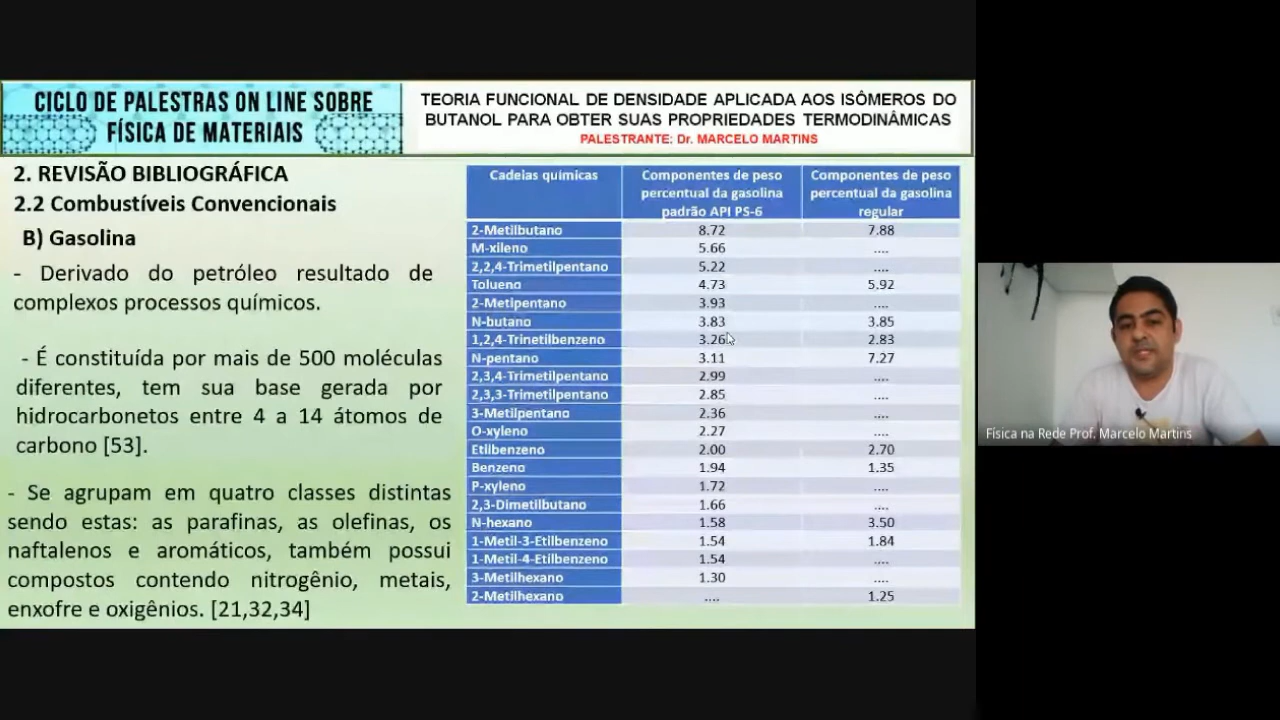 CICLO DE PALESTRAS ON LINE SOBRE
FÍSICA DE MATERIAIS
TEORIA FUNCIONAL DE DENSIDADE APLICADA AOS ISÔMEROS DO
BUTANOL PARA OBTER SUAS PROPRIEDADES TERMODINÂMICAS
PALESTRANTE: Dr. MARCELO MARTINS
2. REVISÃO BIBLIOGRÁFICA
2.2 Combustíveis Convencionais
B) Gasolina
- Derivado do petróleo resultado de
complexos processos químicos.
- É constituída por mais de 500 moléculas
diferentes, tem sua base gerada por
hidrocarbonetos entre 4 a 14 átomos de
carbono [53].
- Se agrupam em quatro classes distintas
sendo estas: as parafinas, as olefinas, os
naftalenos e aromáticos, também possui
compostos contendo nitrogênio, metais,
enxofre e oxigênios. [21,32,34]
Cadeias químicas Componentes de peso percentual da gasolina padrão API PS-6 Componentes de peso percentual da gasolina regular
2-Metilbutano 8.72 7.88
M-xileno 5.66 ....
2,2,4-Trimetilpentano 5.22 ....
Tolueno 4.73 5.92
2-Metipentano 3.93 ....
N-butano 3.83 3.85
1,2,4-Trinetilbenzeno 3.26 2.83
N-pentano 3.11 7.27
2,3,4-Trimetilpentano 2.99 ....
2,3,3-Trimetilpentano 2.85 ....
3-Metilpentano 2.36 ....
O-xyleno 2.27 ....
Etilbenzeno 2.00 2.70
Benzeno 1.94 1.35
P-xyleno 1.72 ....
2,3-Dimetilbutano 1.66 ....
N-hexano 1.58 3.50
1-Metil-3-Etilbenzeno 1.54 1.84
1-Metil-4-Etilbenzeno 1.54 ....
3-Metilhexano 1.30 ....
2-Metilhexano .... 1.25
Física na Rede Prof. Marcelo Martins